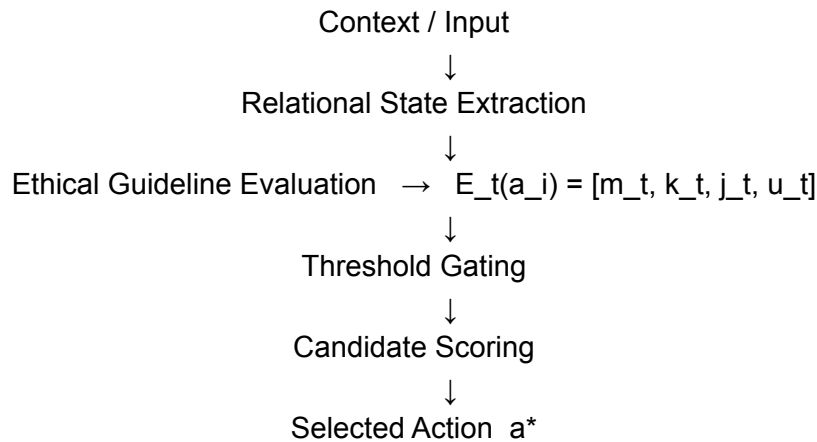 Context / Input
↓
Relational State Extraction
↓
Ethical Guideline Evaluation → E_t(a_i) = [m_t, k_t, j_t, u_t]
↓
Threshold Gating
↓
Candidate Scoring
↓
Selected Action a*